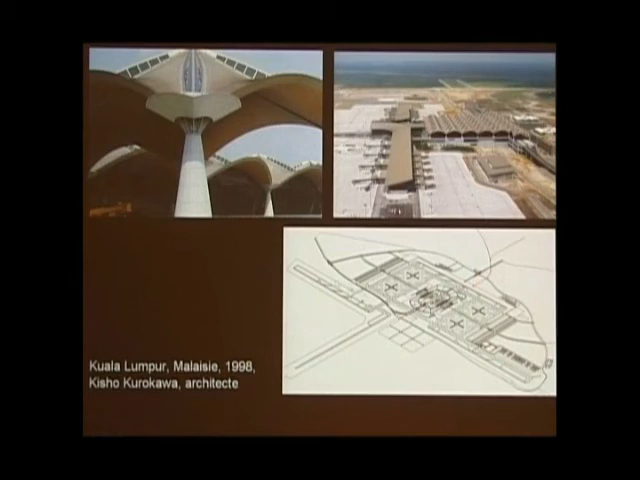 Kuala Lumpur, Malaisie, 1998,
Kisho Kurokawa, architecte